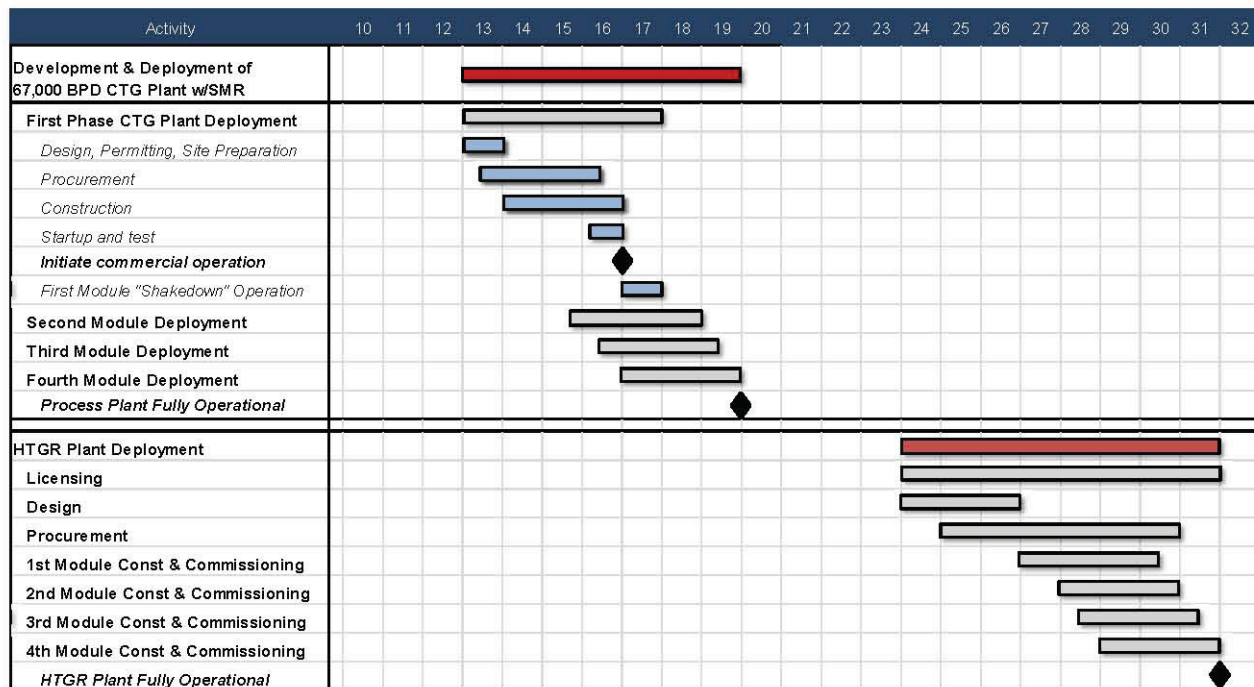 Activity 10 11 12 13 14 15 16 17 18 19 20 21 22 23 24 25 26 27 28 29 30 31 32
Development & Deployment of
67,000 BPD CTG Plant w/SMR
First Phase CTG Plant Deployment
Design, Permitting, Site Preparation
Procurement
Construction
Startup and test
Initiate commercial operation
First Module "Shakedown" Operation
Second Module Deployment
Third Module Deployment
Fourth Module Deployment
Process Plant Fully Operational
HTGR Plant Deployment
Licensing
Design
Procurement
1st Module Const & Commissioning
2nd Module Const & Commissioning
3rd Module Const & Commissioning
4th Module Const & Commissioning
HTGR Plant Fully Operational